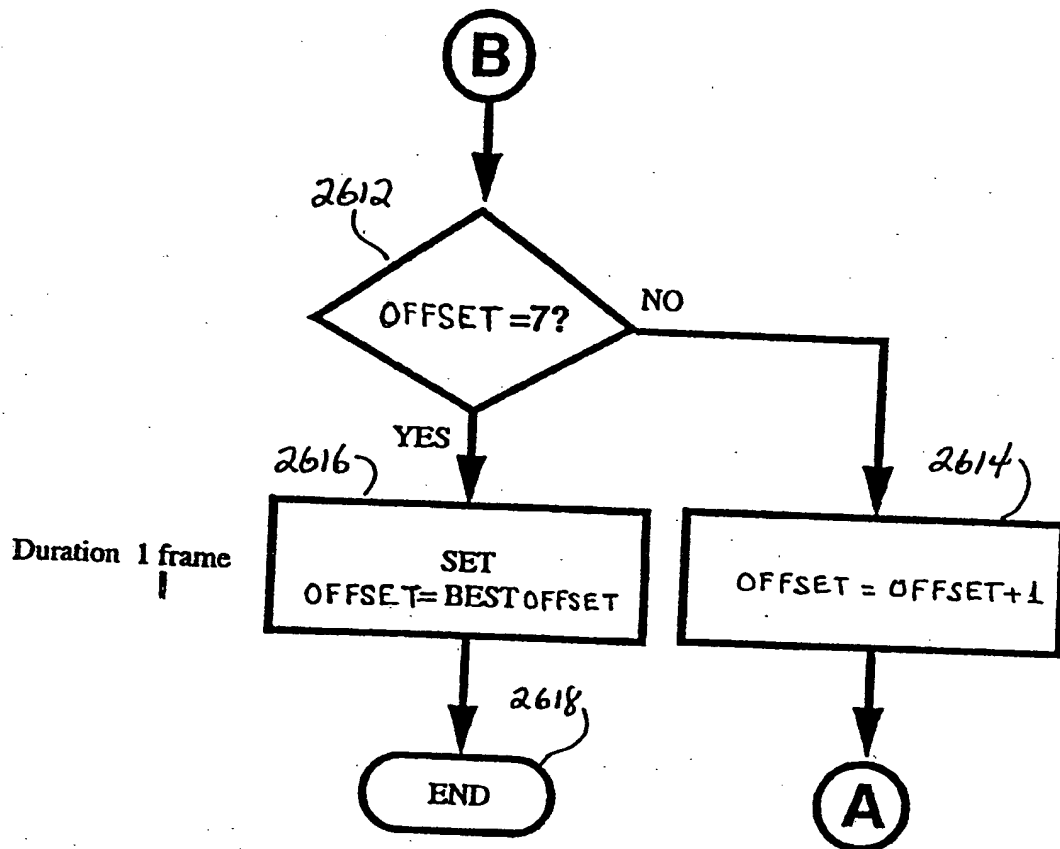 B
2612
OFFSET =7?
NO
YES
2616
2614
Duration 1 frame
SET
OFFSET= BEST OFFSET
OFFSET = OFFSET+1
2618
END
A